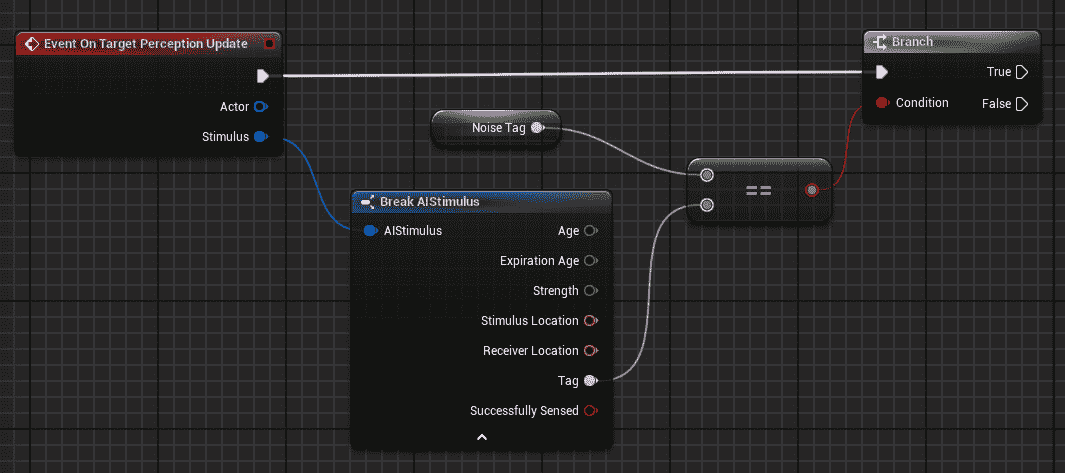 Event On Target Perception Update
Actor
Stimulus
Noise Tag
Break AIStimulus
AIStimulus
Age
Expiration Age
Strength
Stimulus Location
Receiver Location
Tag
Successfully Sensed
==
Branch
True
Condition
False